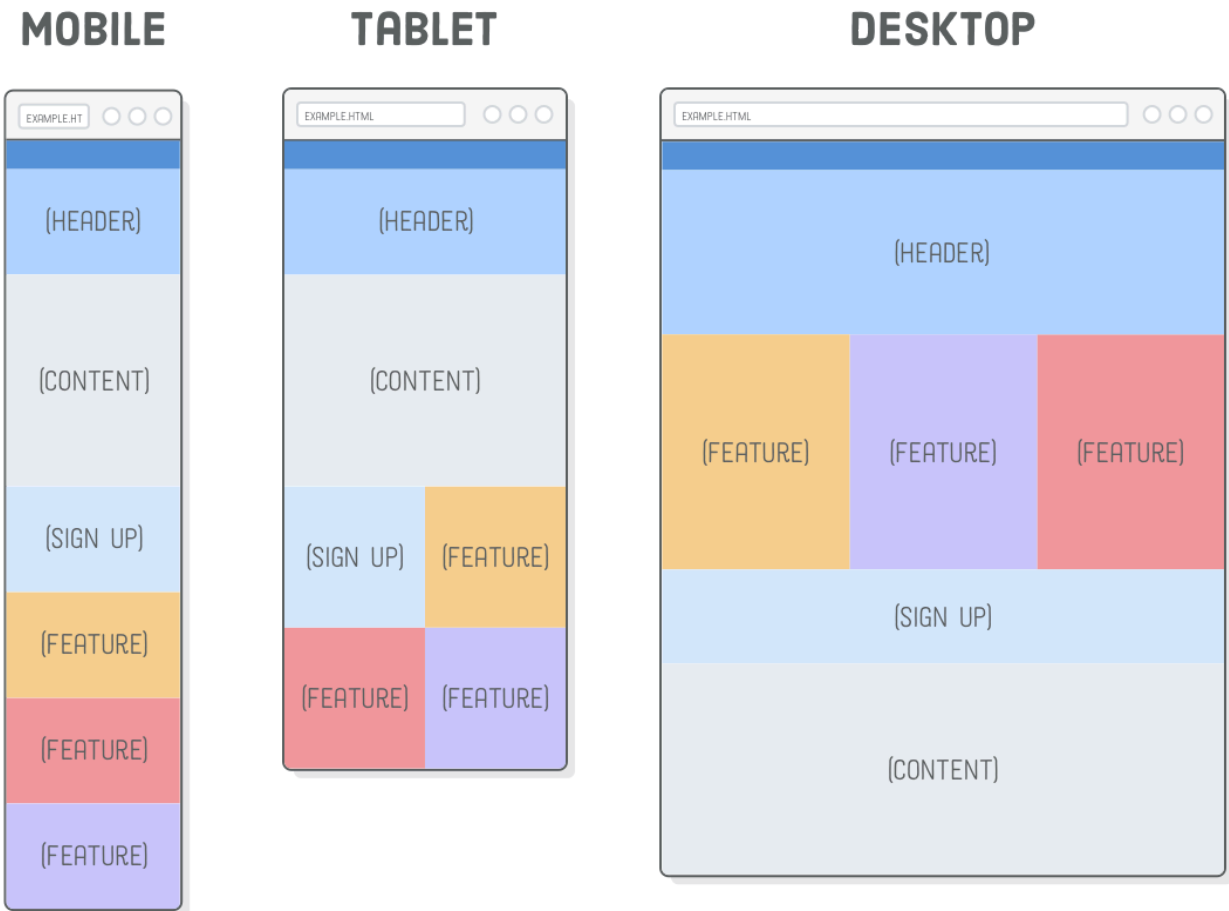 MOBILE
EXAMPLE.HT
(HEADER)
(CONTENT)
(SIGN UP)
(FEATURE)
(FEATURE)
(FEATURE)
TABLET
EXAMPLE.HTML
(HEADER)
(CONTENT)
(SIGN UP) (FEATURE)
(FEATURE) (FEATURE)
DESKTOP
EXAMPLE.HTML
(HEADER)
(FEATURE) (FEATURE) (FEATURE)
(SIGN UP)
(CONTENT)